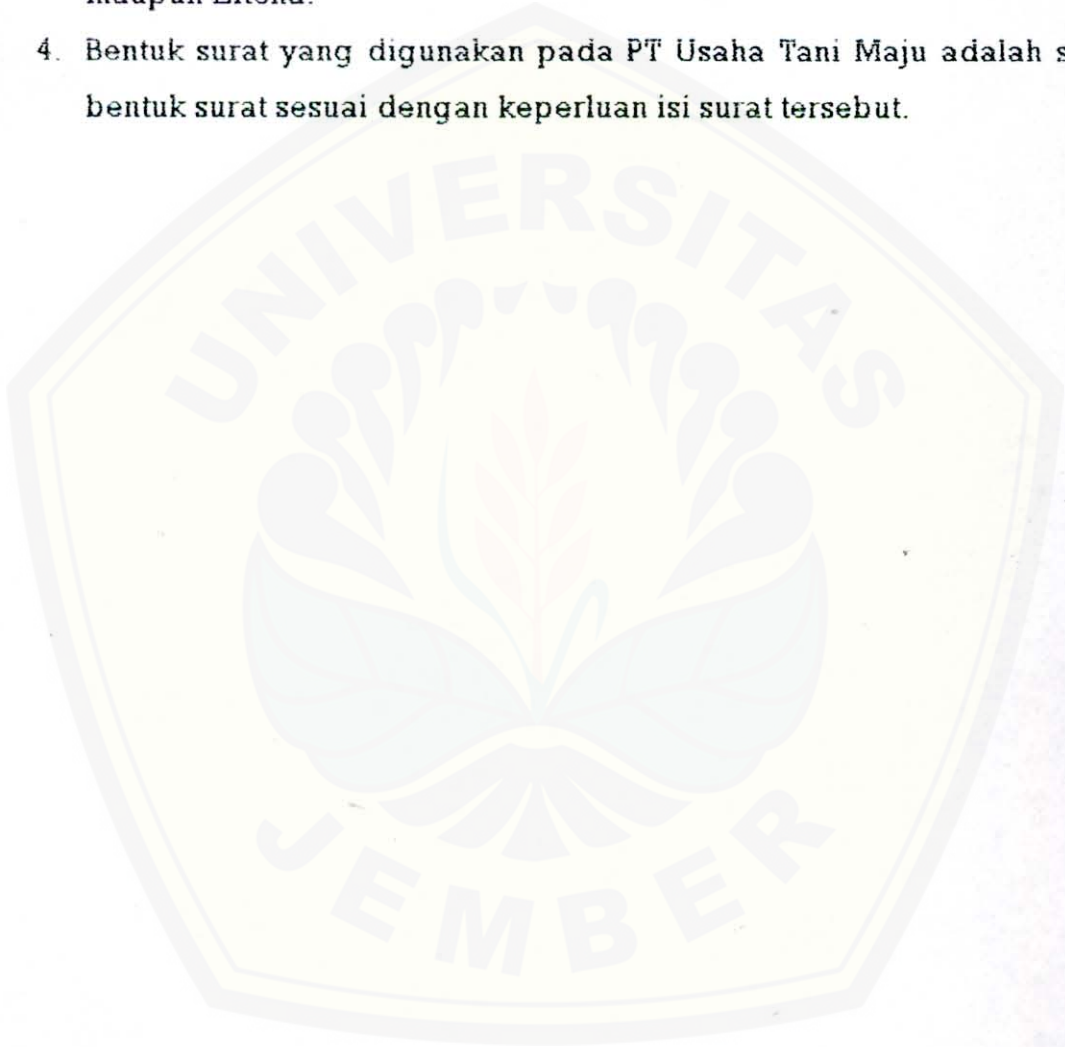 4. Bentuk surat yang digunakan pada PT Usaha Tani Maju adalah
bentuk surat sesuai dengan keperluan isi surat tersebut.
UNIVERSITAS
JEMBER